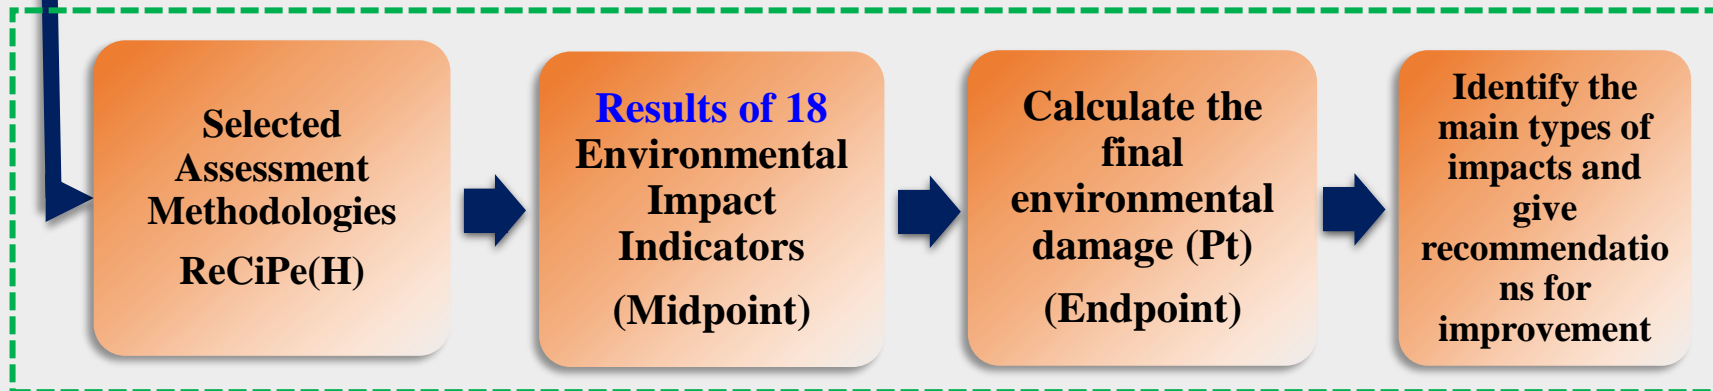 Selected
Assessment
Methodologies
ReCiPe(H)
Results of 18
Environmental
Impact
Indicators
(Midpoint)
Calculate the
final
environmental
damage (Pt)
(Endpoint)
Identify the
main types of
impacts and
give
recommendatio
ns for
improvement